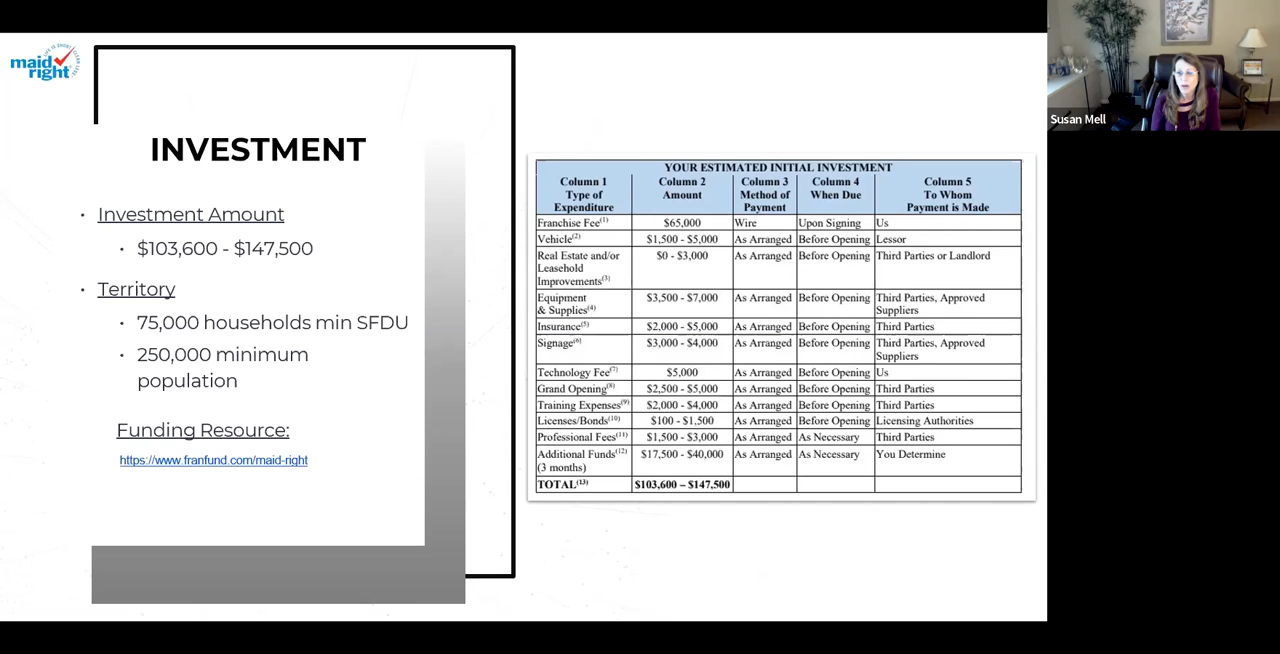 maid right
LIFE IS SHORT. CLEAN LESS.
INVESTMENT
• Investment Amount
• $103,600 - $147,500
• Territory
• 75,000 households min SFDU
• 250,000 minimum
population
Funding Resource:
https://www.franfund.com/maid-right
YOUR ESTIMATED INITIAL INVESTMENT
Column 1 Type of Expenditure | Column 2 Amount | Column 3 Method of Payment | Column 4 When Due | Column 5 To Whom Payment is Made
Franchise Fee(1) | $65,000 | Wire | Upon Signing | Us
Vehicle(2) | $1,500 - $5,000 | As Arranged | Before Opening | Lessor
Real Estate and/or Leasehold Improvements(3) | $0 - $3,000 | As Arranged | Before Opening | Third Parties or Landlord
Equipment & Supplies(4) | $3,500 - $7,000 | As Arranged | Before Opening | Third Parties, Approved Suppliers
Insurance(5) | $2,000 - $5,000 | As Arranged | Before Opening | Third Parties
Signage(6) | $3,000 - $4,000 | As Arranged | Before Opening | Third Parties, Approved Suppliers
Technology Fee(7) | $5,000 | As Arranged | Before Opening | Us
Grand Opening(8) | $2,500 - $5,000 | As Arranged | Before Opening | Third Parties
Training Expenses(9) | $2,000 - $4,000 | As Arranged | Before Opening | Third Parties
Licenses/Bonds(10) | $100 - $1,500 | As Arranged | Before Opening | Licensing Authorities
Professional Fees(11) | $1,500 - $3,000 | As Arranged | As Necessary | Third Parties
Additional Funds(12) (3 months) | $17,500 - $40,000 | As Arranged | As Necessary | You Determine
TOTAL(13) | $103,600 – $147,500
Susan Mell